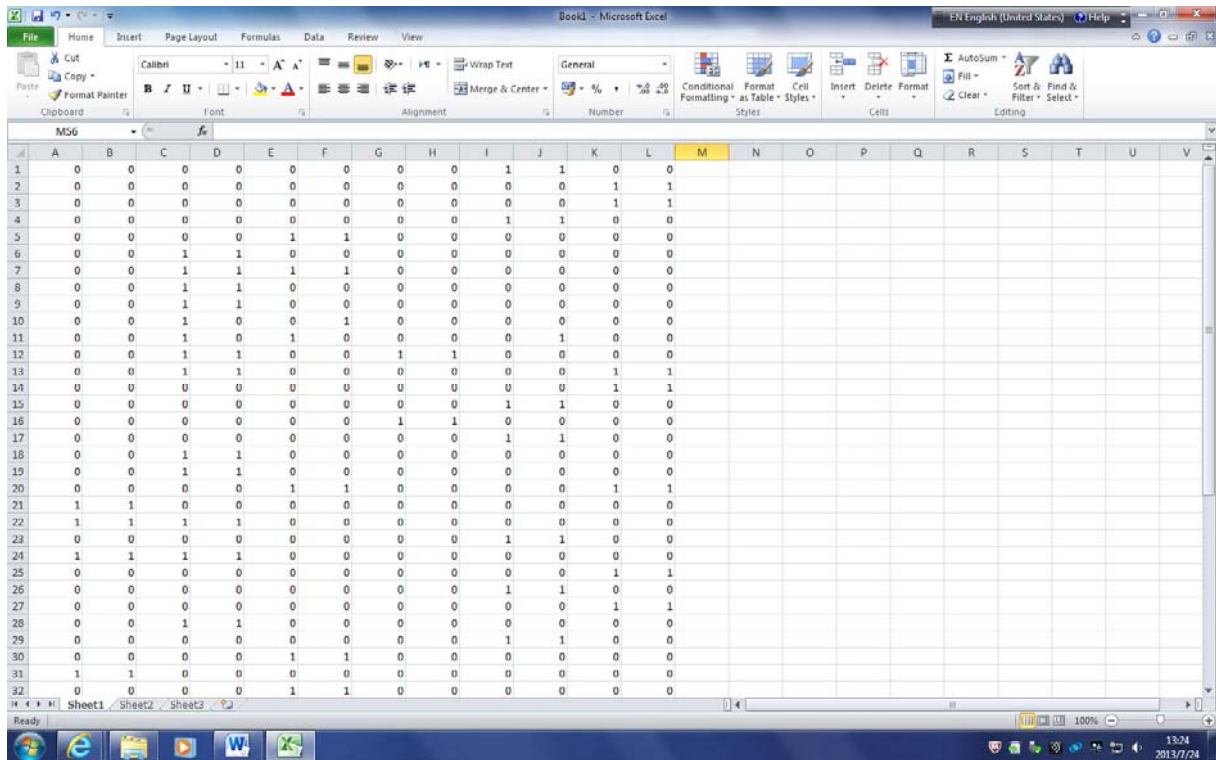 Book1 - Microsoft Excel
EN English (United States) Help
File Home Insert Page Layout Formulas Data Review View
Cut
Copy
Format Painter
Paste
Calibri 11
Wrap Text
Merge & Center
General
Conditional Formatting Format as Table Cell Styles
Insert Delete Format
AutoSum
Fill
Clear
Sort & Filter Find & Select
Clipboard Font Alignment Number Styles Cells Editing
M56 fx
A B C D E F G H I J K L M N O P Q R S T U V
1 0 0 0 0 0 0 0 0 1 1 0 0
2 0 0 0 0 0 0 0 0 0 0 1 1
3 0 0 0 0 0 0 0 0 0 0 1 1
4 0 0 0 0 0 0 0 0 1 1 0 0
5 0 0 0 0 1 1 0 0 0 0 0 0
6 0 0 1 1 0 0 0 0 0 0 0 0
7 0 0 1 1 1 1 0 0 0 0 0 0
8 0 0 1 1 0 0 0 0 0 0 0 0
9 0 0 1 1 0 0 0 0 0 0 0 0
10 0 0 1 0 0 1 0 0 0 0 0 0
11 0 0 1 0 1 0 0 0 0 1 0 0
12 0 0 1 1 0 0 1 1 0 0 0 0
13 0 0 1 1 0 0 0 0 0 0 1 1
14 0 0 0 0 0 0 0 0 0 0 1 1
15 0 0 0 0 0 0 0 0 1 1 0 0
16 0 0 0 0 0 0 1 1 0 0 0 0
17 0 0 0 0 0 0 0 0 1 1 0 0
18 0 0 1 1 0 0 0 0 0 0 0 0
19 0 0 1 1 0 0 0 0 0 0 0 0
20 0 0 0 0 1 1 0 0 0 0 1 1
21 1 1 0 0 0 0 0 0 0 0 0 0
22 1 1 1 1 0 0 0 0 0 0 0 0
23 0 0 0 0 0 0 0 0 1 1 0 0
24 1 1 1 1 0 0 0 0 0 0 0 0
25 0 0 0 0 0 0 0 0 0 0 1 1
26 0 0 0 0 0 0 0 0 1 1 0 0
27 0 0 0 0 0 0 0 0 0 0 1 1
28 0 0 1 1 0 0 0 0 0 0 0 0
29 0 0 0 0 0 0 0 0 1 1 0 0
30 0 0 0 0 1 1 0 0 0 0 0 0
31 1 1 0 0 0 0 0 0 0 0 0 0
32 0 0 0 0 1 1 0 0 0 0 0 0
Sheet1 Sheet2 Sheet3
Ready 100%
13:24
2013/7/24